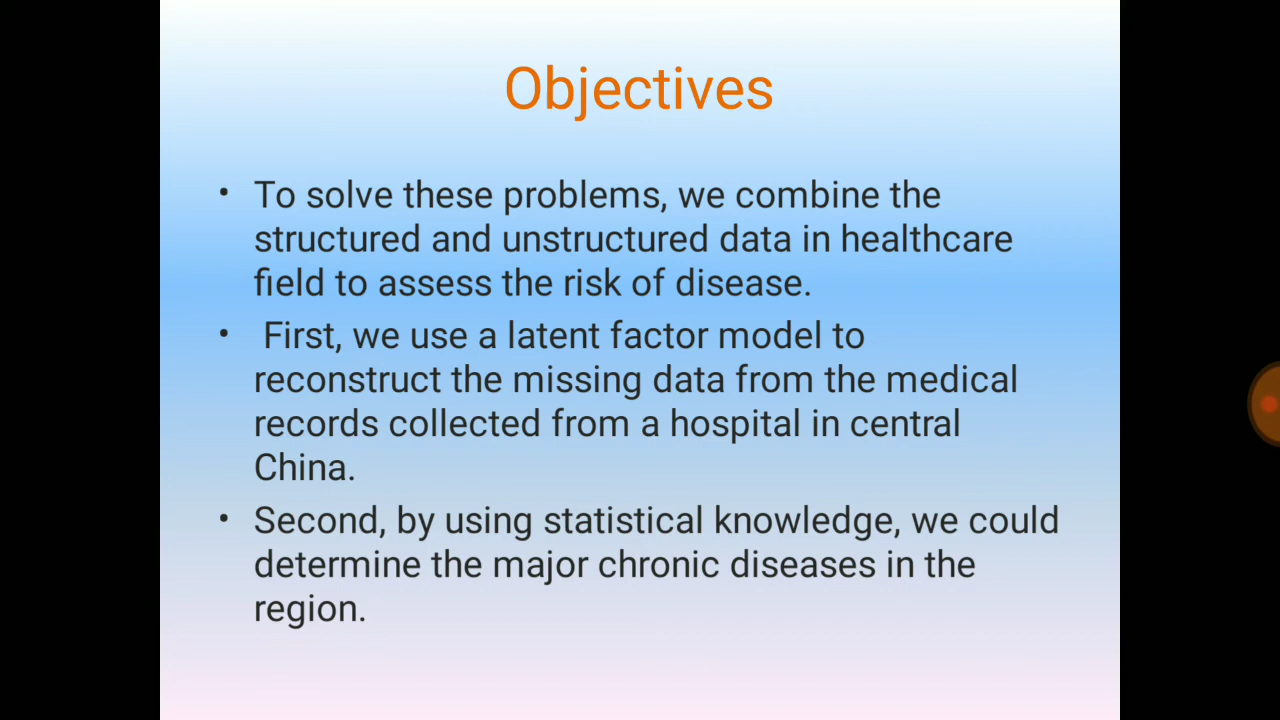 Objectives
• To solve these problems, we combine the
structured and unstructured data in healthcare
field to assess the risk of disease.
• First, we use a latent factor model to
reconstruct the missing data from the medical
records collected from a hospital in central
China.
• Second, by using statistical knowledge, we could
determine the major chronic diseases in the
region.